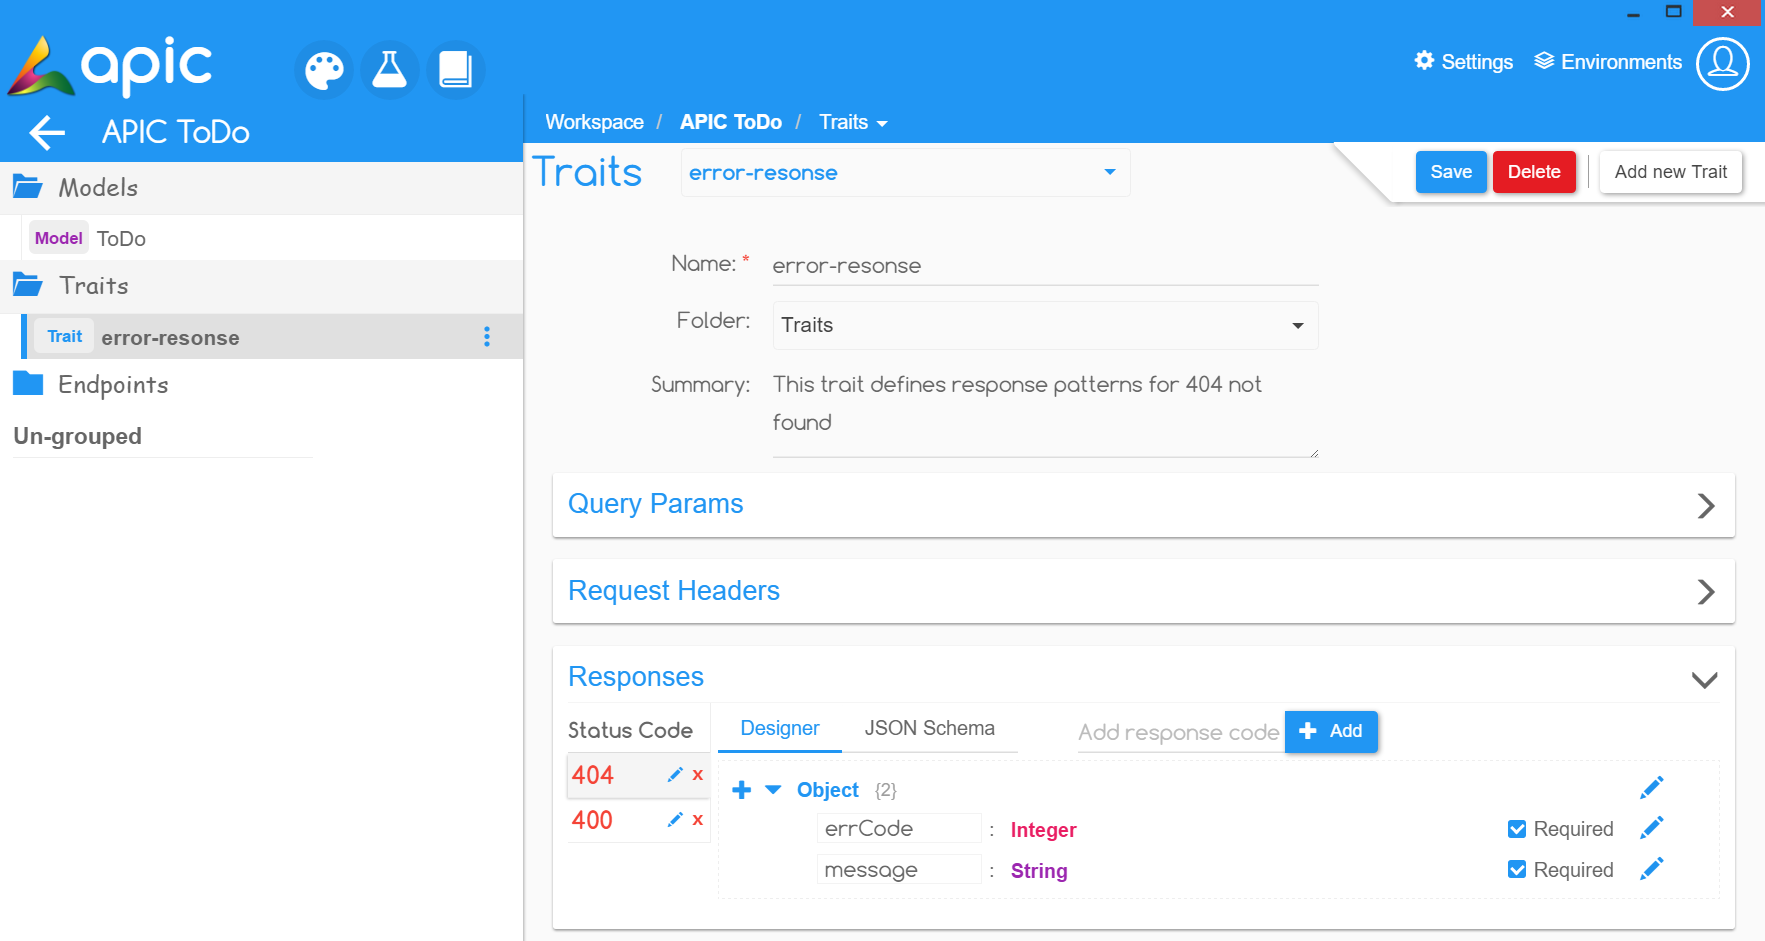 apic
Settings
Environments
APIC ToDo
Workspace / APIC ToDo / Traits
Models
Model ToDo
Traits
Trait error-resonse
Endpoints
Un-grouped
Traits
error-resonse
Save
Delete
Add new Trait
Name: * error-resonse
Folder: Traits
Summary: This trait defines response patterns for 404 not
found
Query Params
Request Headers
Responses
Status Code
404 x
400 x
Designer
JSON Schema
Add response code
Add
Object {2}
errCode : Integer Required
message : String Required